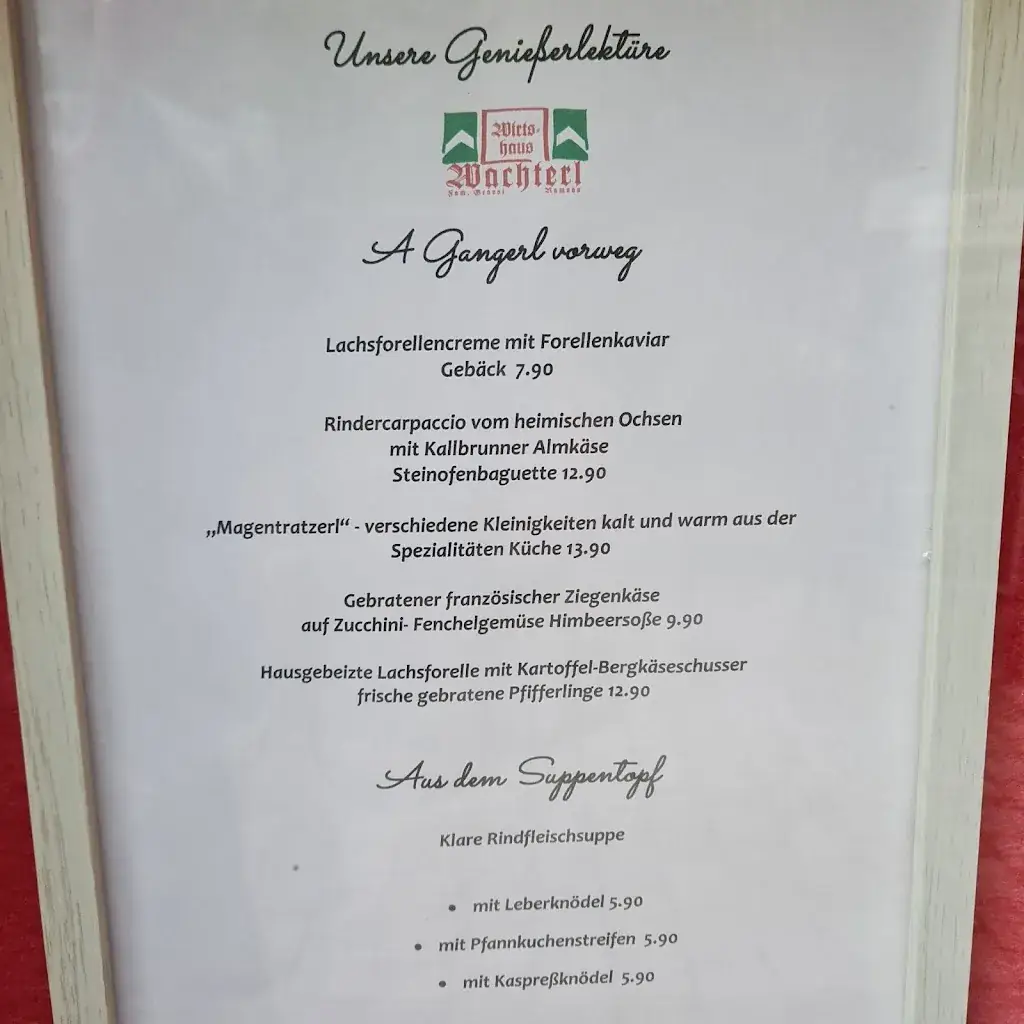 Unsere Genießerlektüre
Wirts-
haus
Wachterl
A Gangerl vorweg
Lachsforellencreme mit Forellenkaviar
Gebäck 7.90
Rindercarpaccio vom heimischen Ochsen
mit Kallbrunner Almkäse
Steinofenbaguette 12.90
„Magentratzerl“ - verschiedene Kleinigkeiten kalt und warm aus der
Spezialitäten Küche 13.90
Gebratener französischer Ziegenkäse
auf Zucchini- Fenchelgemüse Himbeersoße 9.90
Hausgebeizte Lachsforelle mit Kartoffel-Bergkäseschusser
frische gebratene Pfifferlinge 12.90
Aus dem Suppentopf
Klare Rindfleischsuppe
• mit Leberknödel 5.90
• mit Pfannkuchenstreifen 5.90
• mit Kaspreßknödel 5.90